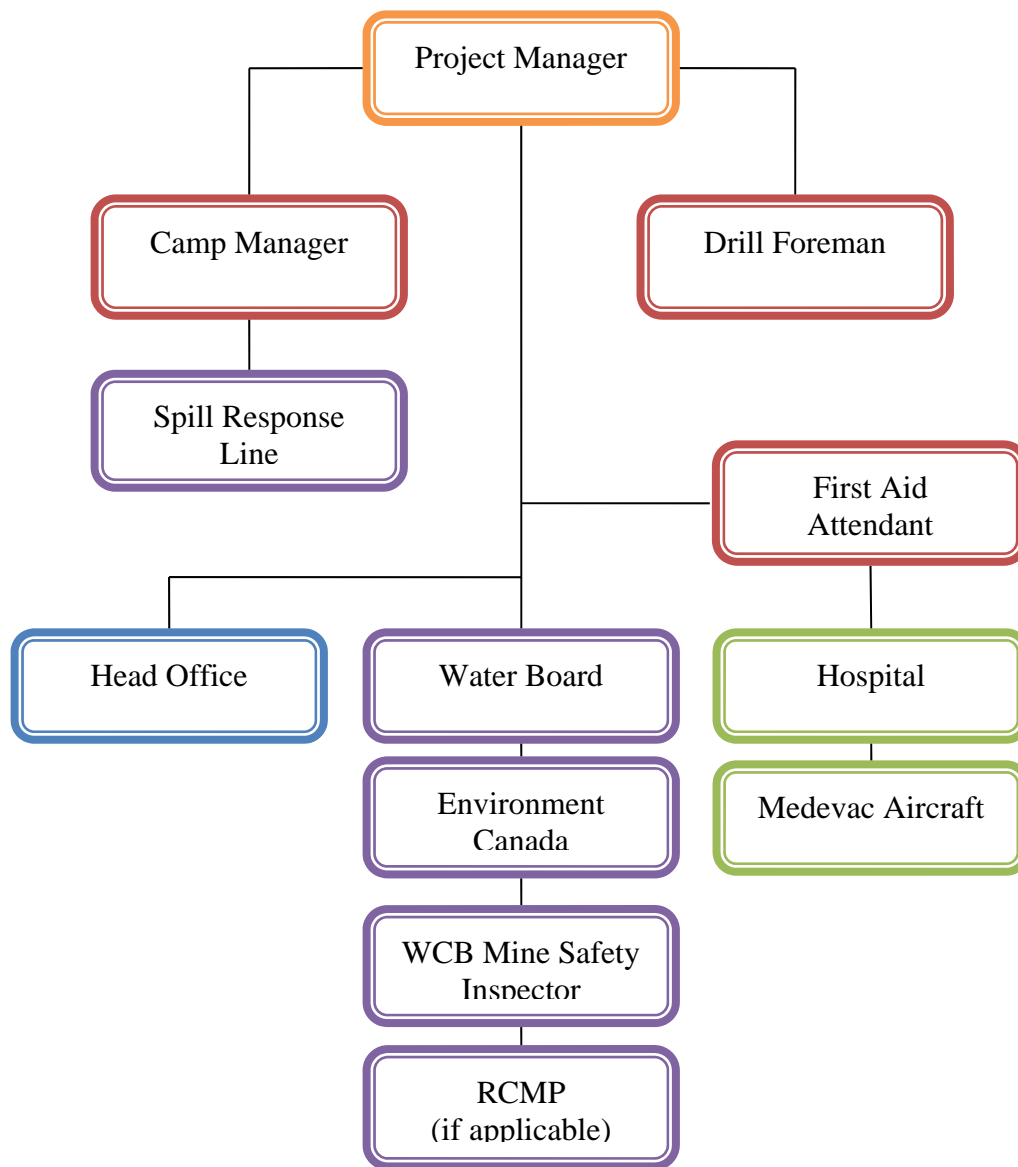 Project Manager
Camp Manager
Drill Foreman
Spill Response
Line
First Aid
Attendant
Head Office
Water Board
Hospital
Environment
Canada
Medevac Aircraft
WCB Mine Safety
Inspector
RCMP
(if applicable)